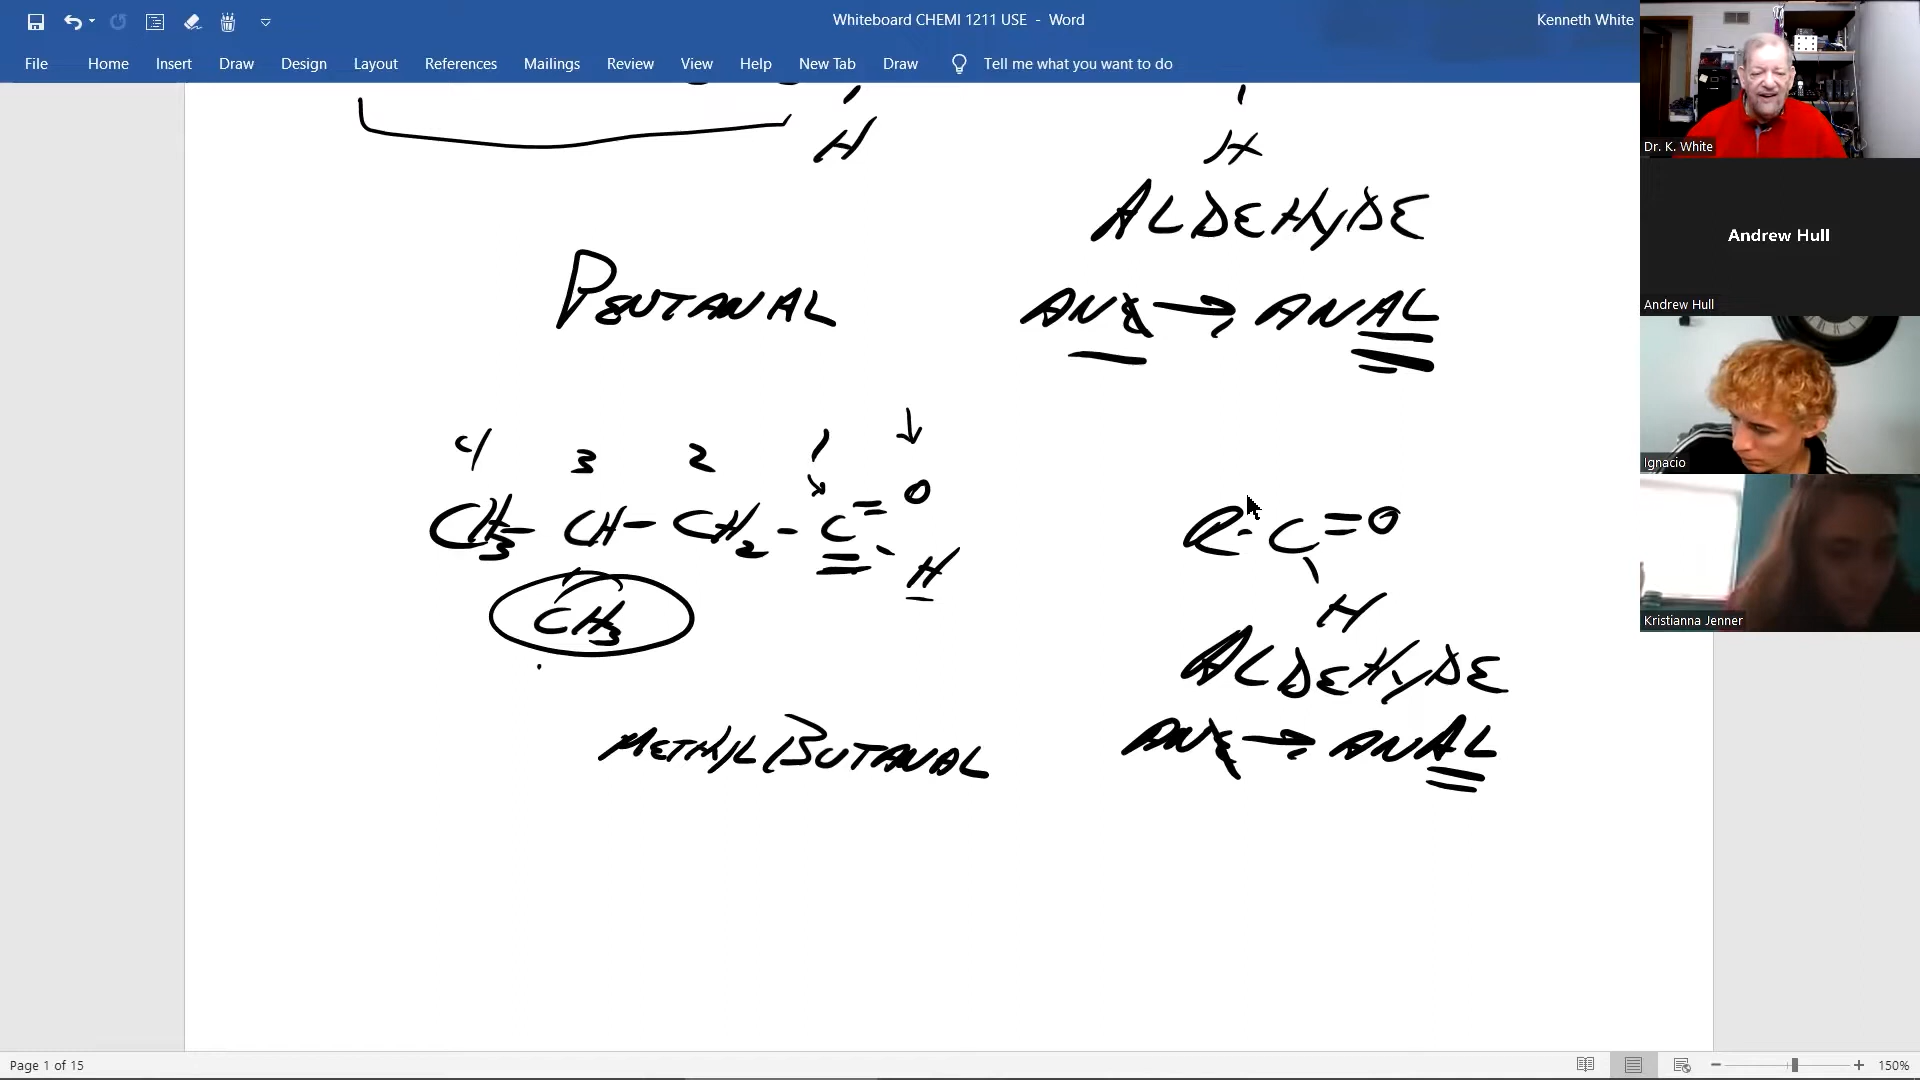 Whiteboard CHEMI 1211 USE - Word
Kenneth White
File Home Insert Draw Design Layout References Mailings Review View Help New Tab Draw Tell me what you want to do
Dr. K. White
H
H
ALDEHYDE
Andrew Hull
Andrew Hull
PENTANAL
ANE → ANAL
4 3 2 1
CH3 - CH - CH2 - C = O
H
CH3
R - C = O
H
Ignacio
Kristianna Jenner
ALDEHYDE
METHYL BUTANAL
ANE → ANAL
Page 1 of 15
150%